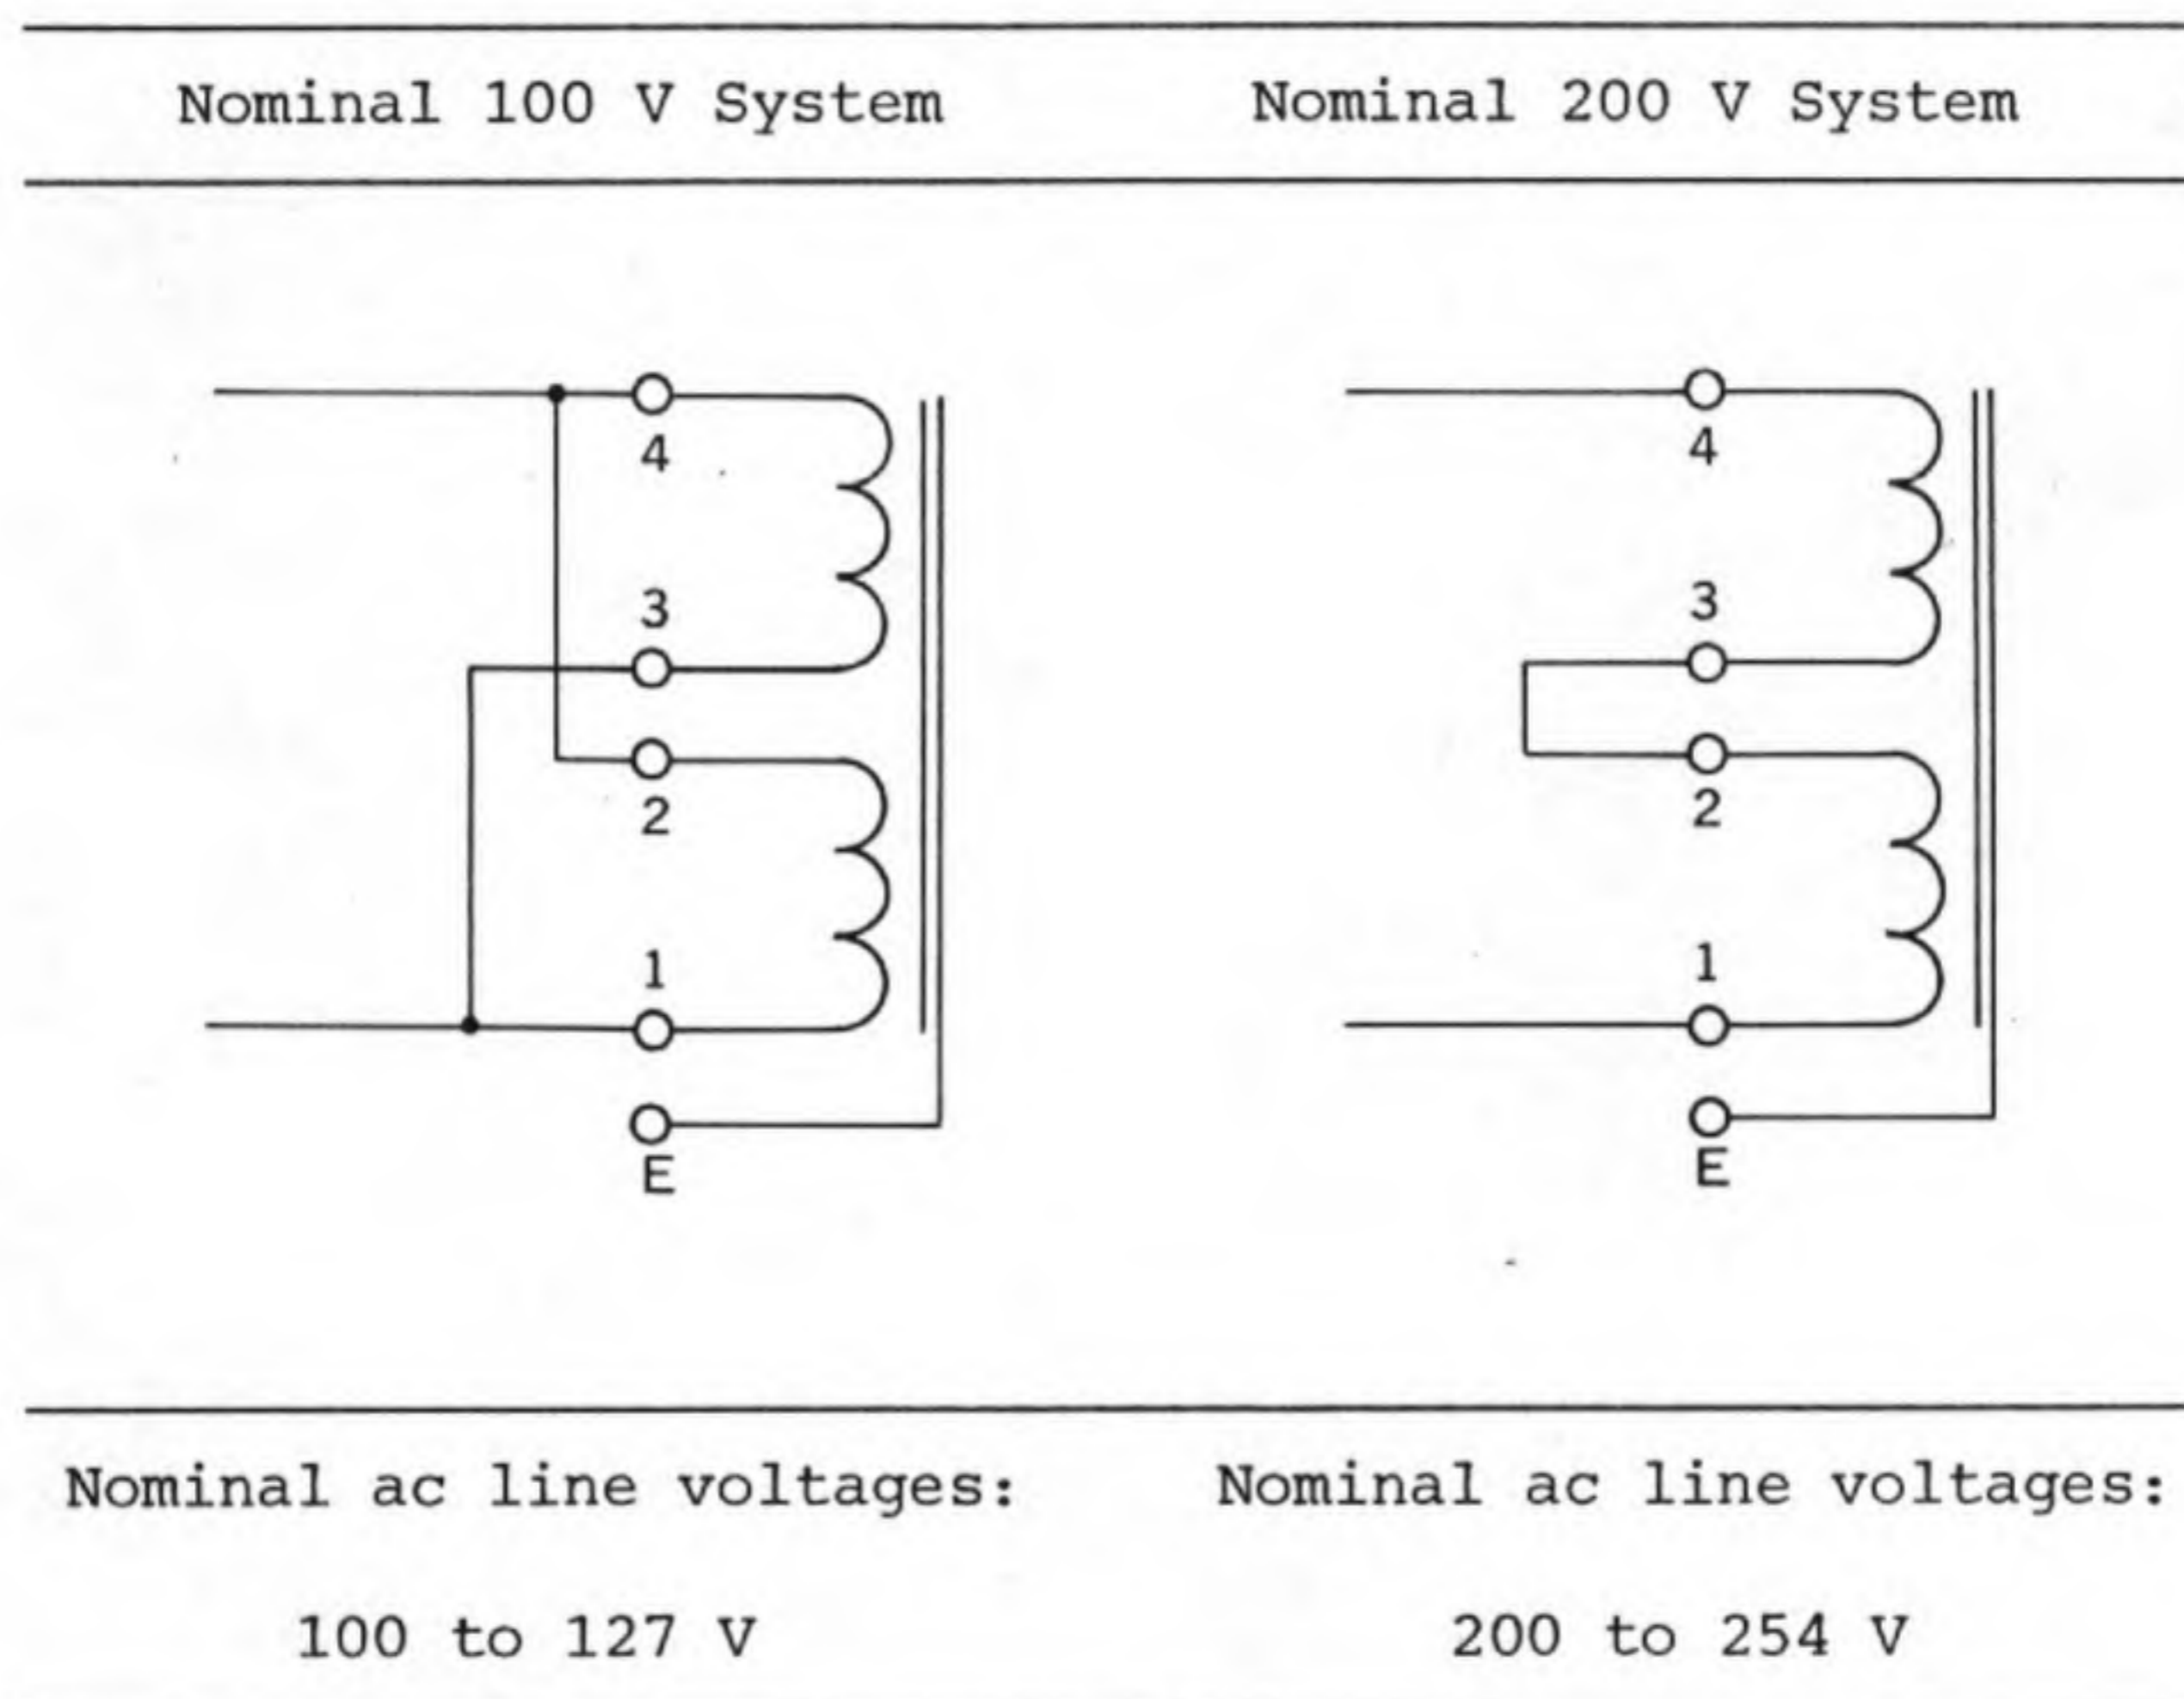 Nominal 100 V System
Nominal 200 V System
4
3
2
1
E
4
3
2
1
E
Nominal ac line voltages:
100 to 127 V
Nominal ac line voltages:
200 to 254 V